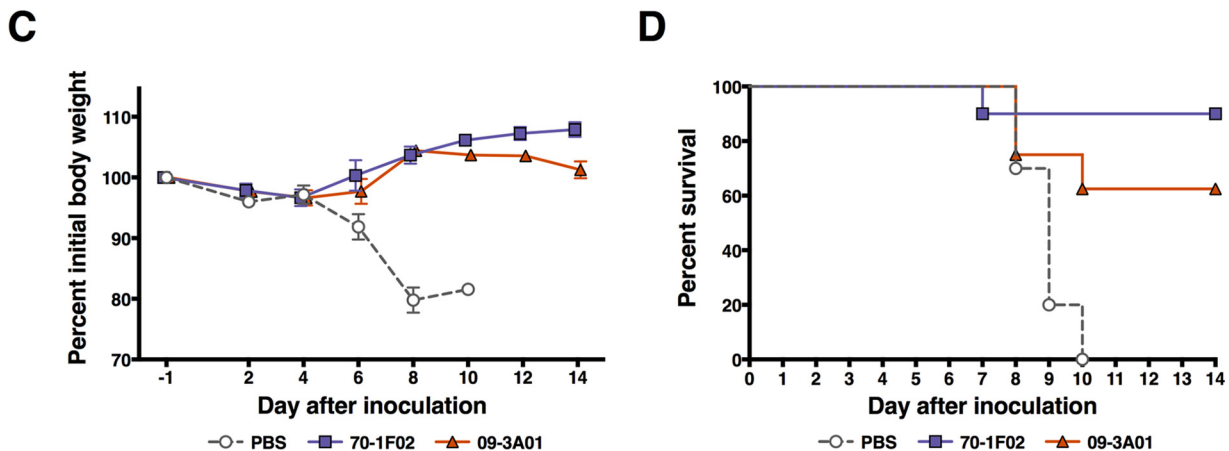 C
Percent initial body weight
110
100
90
80
70
-1 2 4 6 8 10 12 14
Day after inoculation
PBS 70-1F02 09-3A01
D
Percent survival
100
80
60
40
20
0
0 1 2 3 4 5 6 7 8 9 10 11 12 13 14
Day after inoculation
PBS 70-1F02 09-3A01